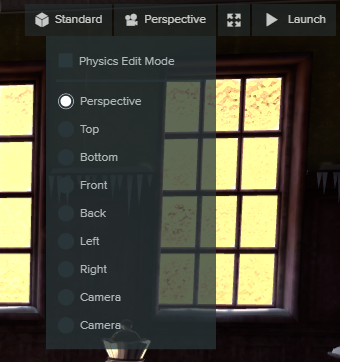 Standard Perspective Launch
Physics Edit Mode
Perspective
Top
Bottom
Front
Back
Left
Right
Camera
Camera